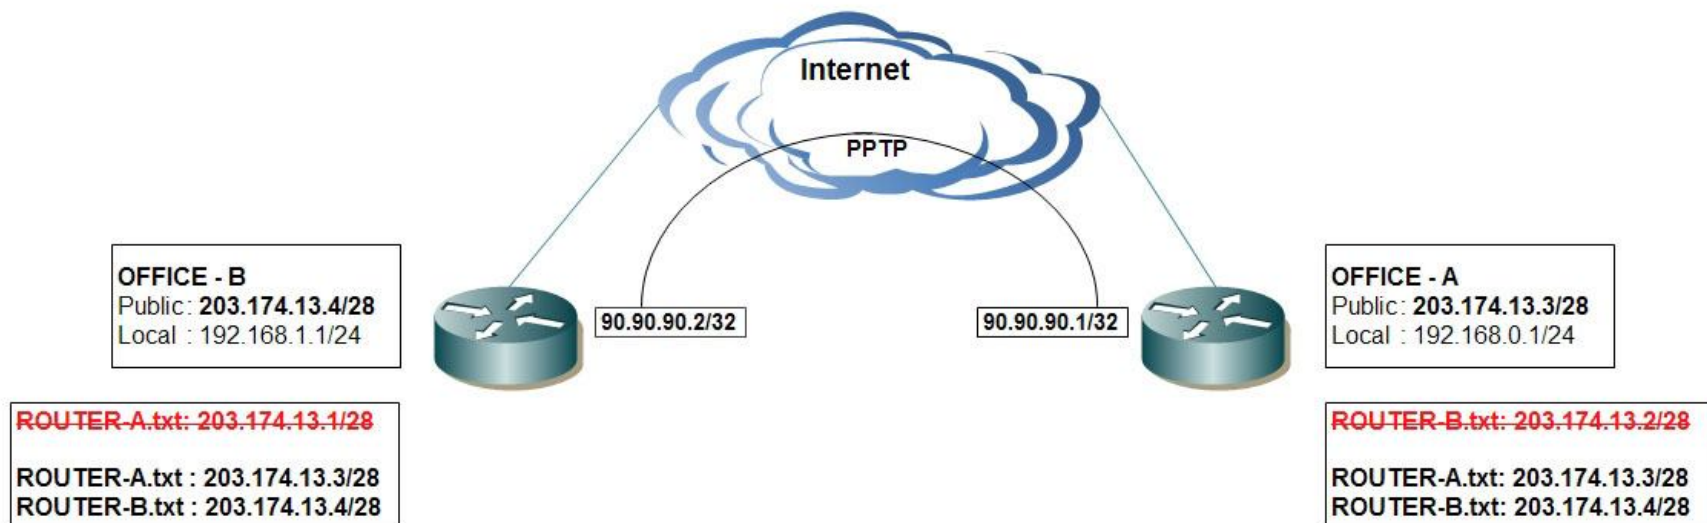 Internet
PPTP
OFFICE - B
Public: 203.174.13.4/28
Local : 192.168.1.1/24
90.90.90.2/32
90.90.90.1/32
OFFICE - A
Public: 203.174.13.3/28
Local : 192.168.0.1/24
ROUTER-A.txt: 203.174.13.1/28
ROUTER-A.txt : 203.174.13.3/28
ROUTER-B.txt : 203.174.13.4/28
ROUTER-B.txt: 203.174.13.2/28
ROUTER-A.txt: 203.174.13.3/28
ROUTER-B.txt: 203.174.13.4/28